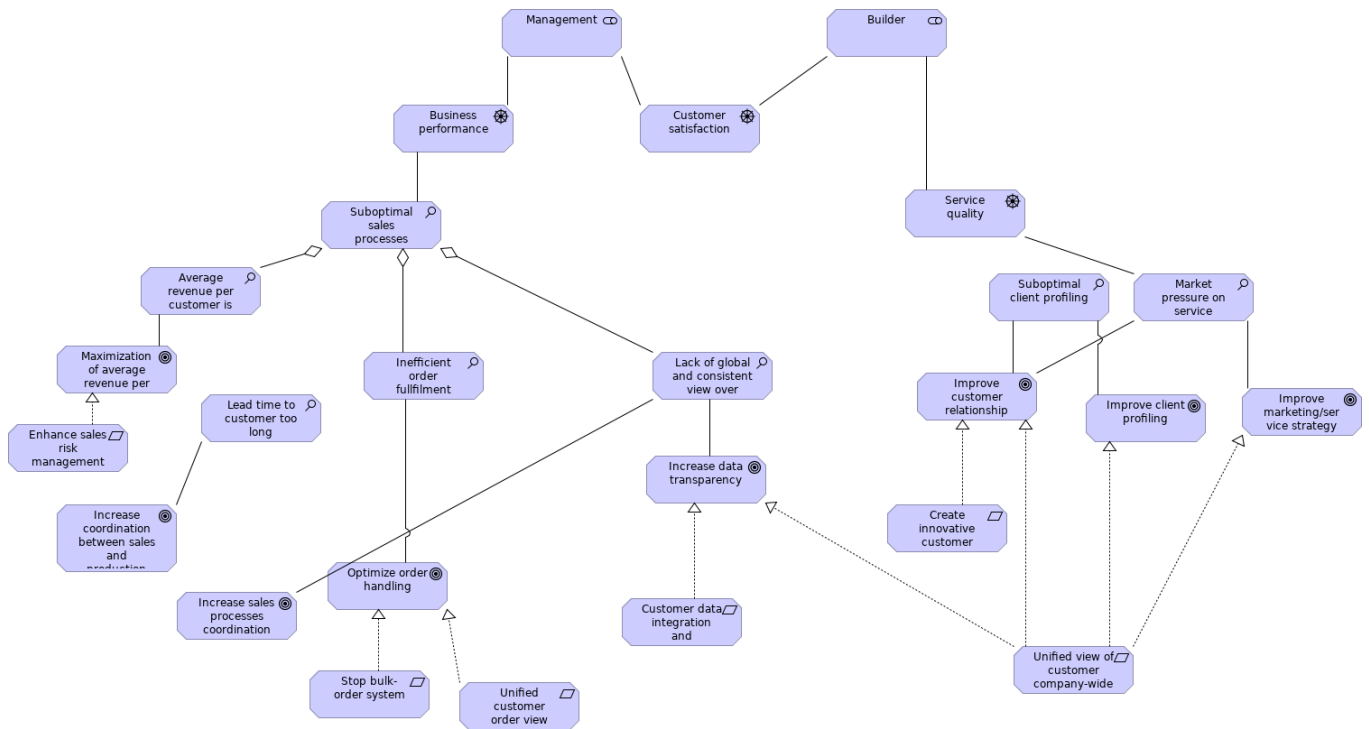 Management
Builder
Business
performance
Customer
satisfaction
Service
quality
Suboptimal
sales
processes
Average
revenue per
customer is
Suboptimal
client profiling
Market
pressure on
service
Maximization
of average
revenue per
Inefficient
order
fullfilment
Lack of global
and consistent
view over
Improve
customer
relationship
Improve client
profiling
Improve
marketing/ser
vice strategy
Lead time to
customer too
long
Enhance sales
risk
management
Increase data
transparency
Increase
coordination
between sales
and
production
Create
innovative
customer
Optimize order
handling
Increase sales
processes
coordination
Customer data
integration
and
Unified view of
customer
company-wide
Stop bulk-
order system
Unified
customer
order view